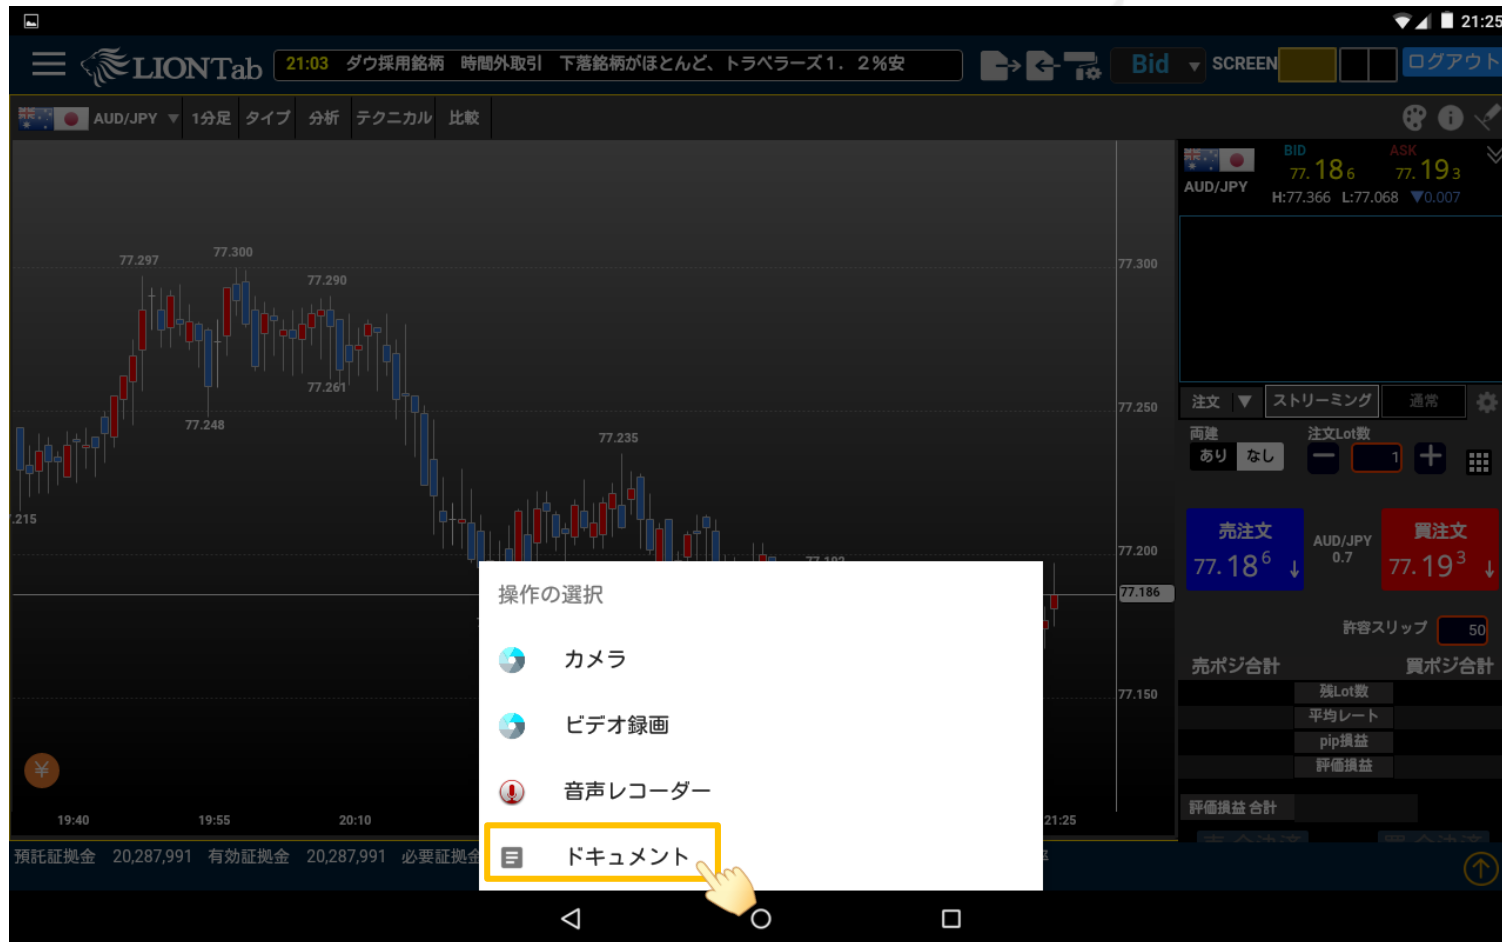 21:25
LIONTab
21:03 ダウ採用銘柄 時間外取引 下落銘柄がほとんど、トラベラーズ1.2%安
Bid ▼ SCREEN
ログアウト
AUD/JPY ▼ 1分足 タイプ 分析 テクニカル 比較
BID ASK
77.186 77.193
AUD/JPY
H:77.366 L:77.068 ▼0.007
77.300
77.297
77.300
77.290
77.261
77.248
77.250
77.235
.215
77.200
77.186
77.150
注文 ▼ ストリーミング 通常
両建 注文Lot数
あり なし
1
売注文 買注文
AUD/JPY
0.7
77.186 ↓ 77.193 ↓
許容スリップ 50
売ポジ合計 買ポジ合計
残Lot数
平均レート
pip損益
評価損益
評価損益合計
操作の選択
カメラ
ビデオ録画
音声レコーダー
ドキュメント
¥
19:40 19:55 20:10 21:25
預託証拠金 20,287,991 有効証拠金 20,287,991 必要証拠金